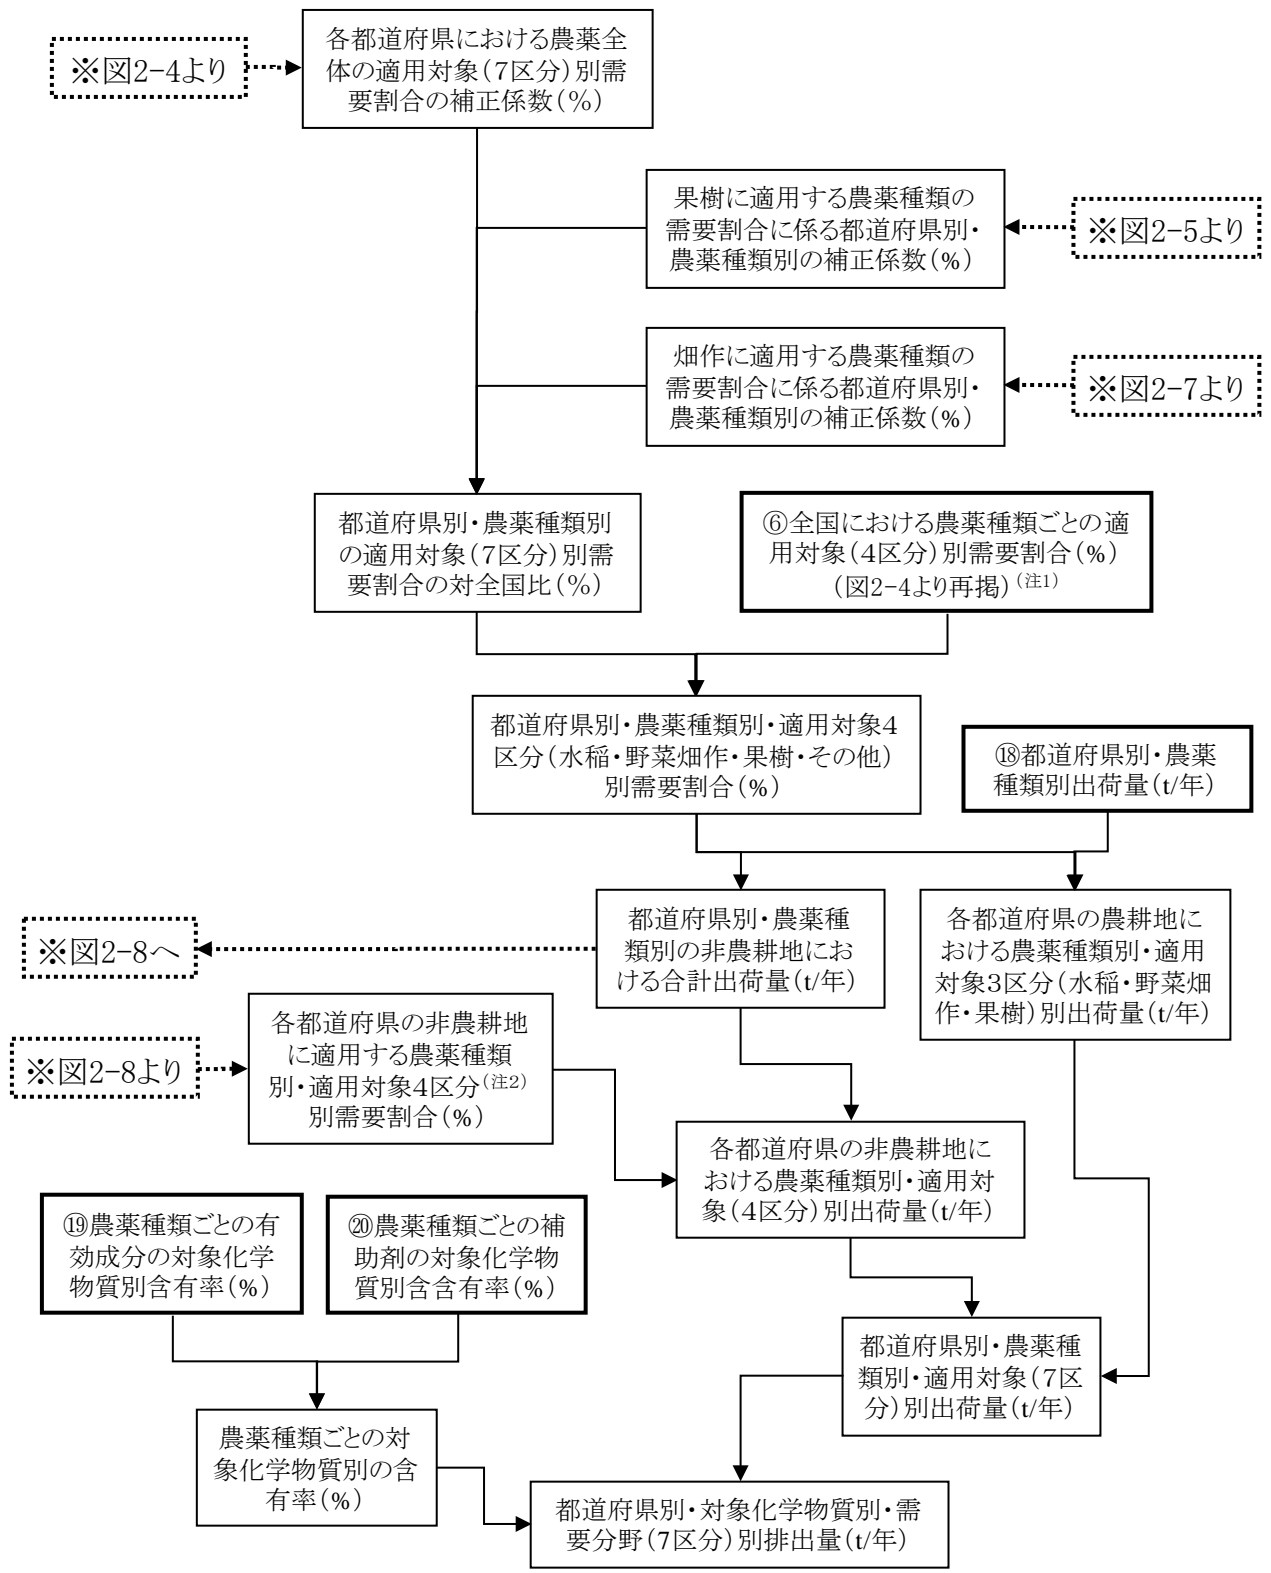 各都道府県における農薬全
体の適用対象(7区分)別需
要割合の補正係数(%)
※図2-4より
果樹に適用する農薬種類の
需要割合に係る都道府県別・
農薬種類別の補正係数(%)
※図2-5より
畑作に適用する農薬種類の
需要割合に係る都道府県別・
農薬種類別の補正係数(%)
※図2-7より
都道府県別・農薬種類別
の適用対象(7区分)別需
要割合の対全国比(%)
⑥全国における農薬種類ごとの適
用対象(4区分)別需要割合(%)
(図2-4より再掲)(注1)
都道府県別・農薬種類別・適用対象4
区分(水稲・野菜畑作・果樹・その他)
別需要割合(%)
⑱都道府県別・農薬
種類別出荷量(t/年)
都道府県別・農薬種
類別の非農耕地にお
ける合計出荷量(t/年)
各都道府県の農耕地に
おける農薬種類別・適用
対象3区分(水稲・野菜畑
作・果樹)別出荷量(t/年)
※図2-8へ
各都道府県の非農耕地
に適用する農薬種類
別・適用対象4区分(注2)
別需要割合(%)
※図2-8より
各都道府県の非農耕地に
おける農薬種類別・適用対
象(4区分)別出荷量(t/年)
⑲農薬種類ごとの有
効成分の対象化学
物質別含有率(%)
⑳農薬種類ごとの補
助剤の対象化学物
質別含含有率(%)
都道府県別・農薬種
類別・適用対象(7区
分)別出荷量(t/年)
農薬種類ごとの対
象化学物質別の含
有率(%)
都道府県別・対象化学物質別・需
要分野(7区分)別排出量(t/年)